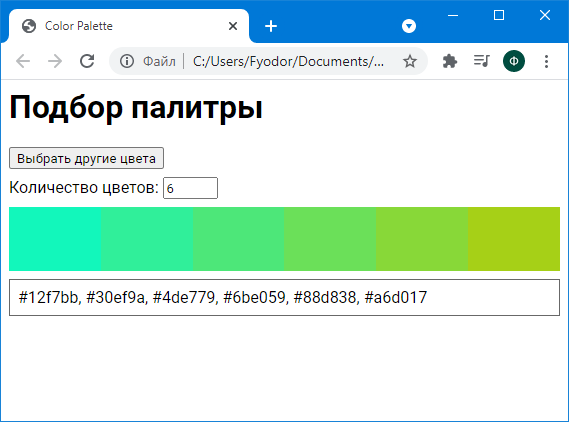 Color Palette
Файл
C:/Users/Fyodor/Documents/...
Ф
Подбор палитры
Выбрать другие цвета
Количество цветов: 6
#12f7bb, #30ef9a, #4de779, #6be059, #88d838, #a6d017